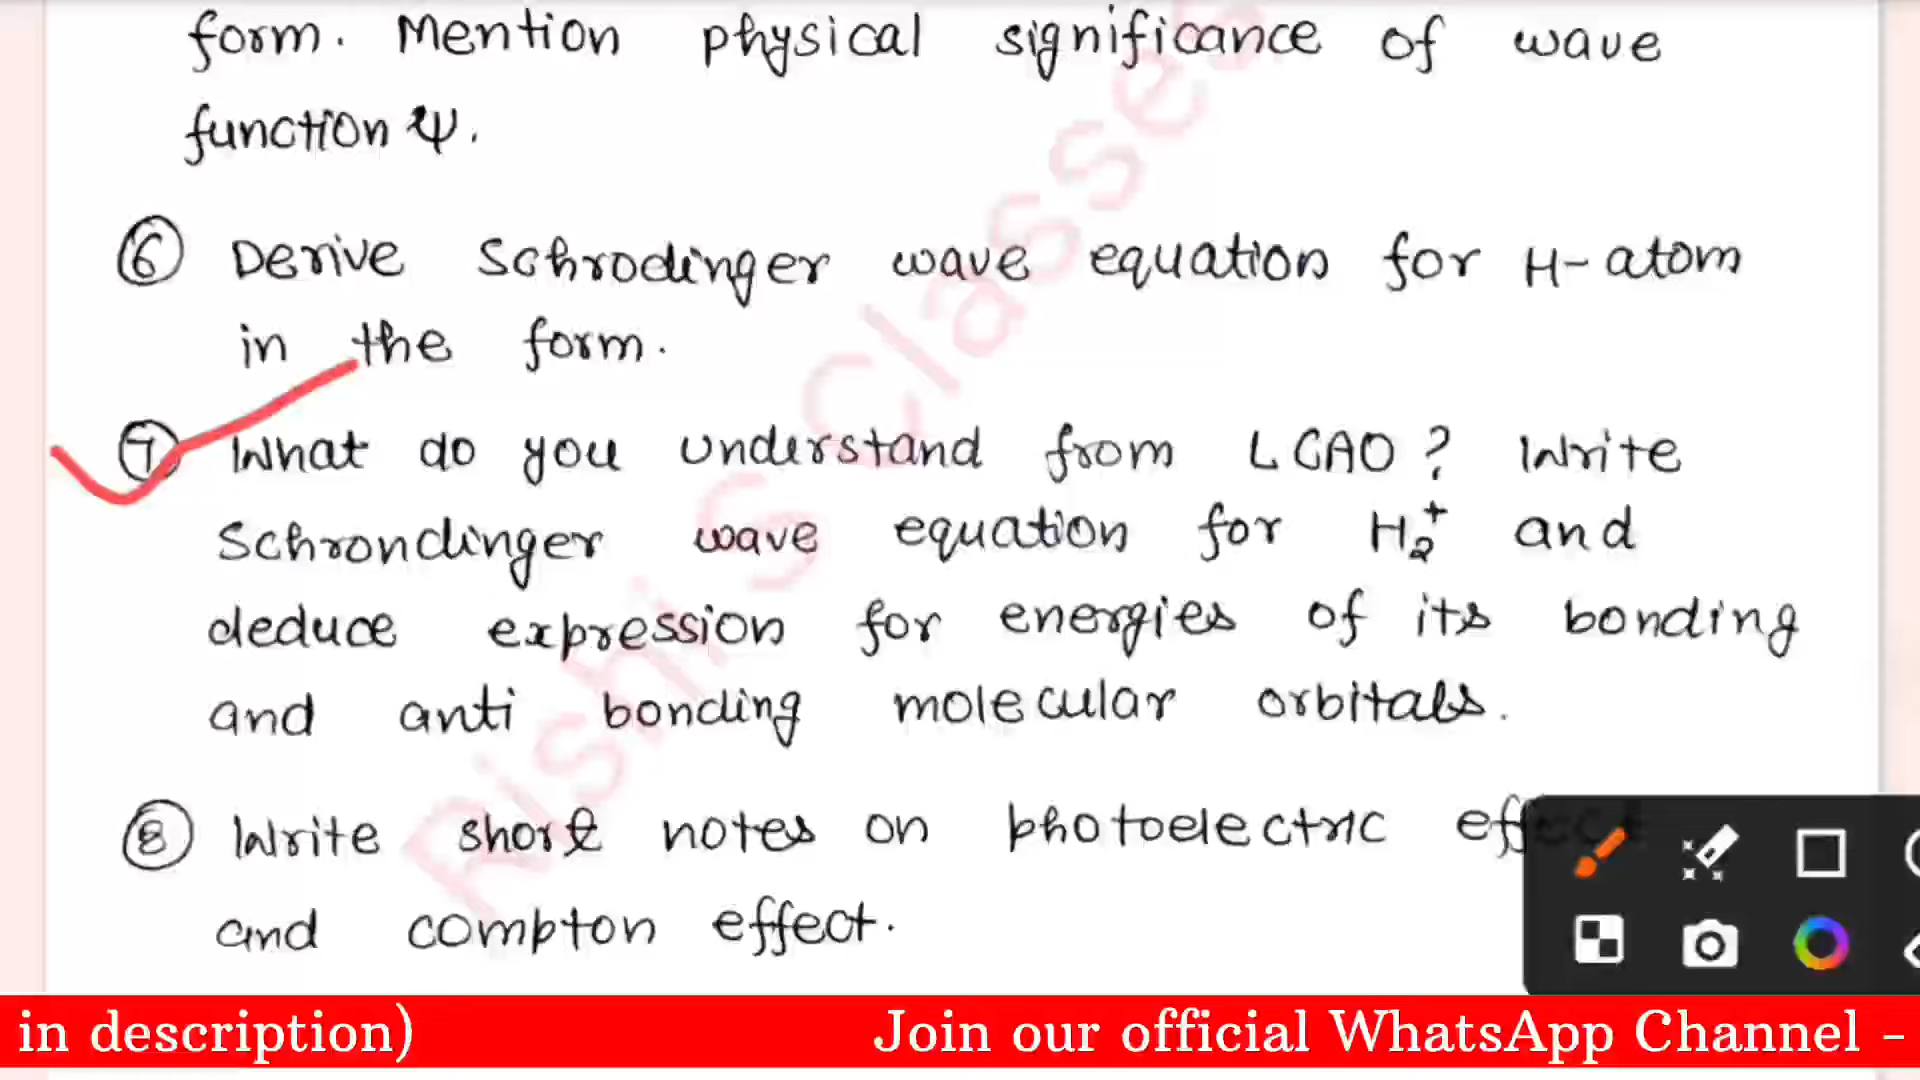 form. Mention physical significance of wave
function ψ.
⑥ Derive Schrodinger wave equation for H-atom
in the form.
⑦ What do you understand from LCAO? Write
Schrondinger wave equation for H₂⁺ and
deduce expression for energies of its bonding
and anti bonding molecular orbitals.
⑧ Write short notes on photoelectric effect
and compton effect.
Rishi's Classes
in description) Join our official WhatsApp Channel -